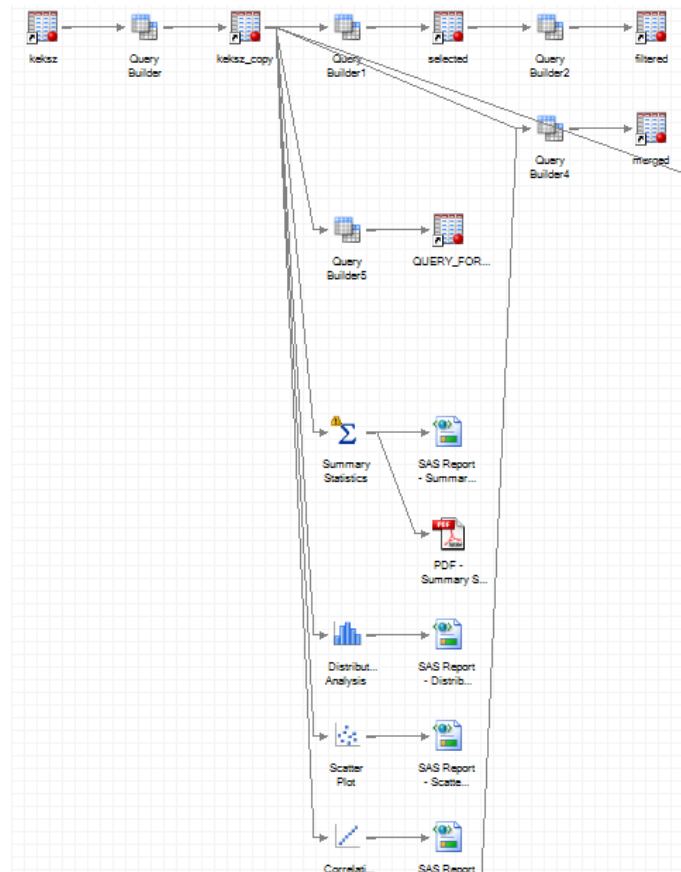 keksz
Query
Builder
keksz_copy
Query
Builder1
selected
Query
Builder2
filtered
Query
Builder4
merged
Query
Builder5
QUERY_FOR...
Summary
Statistics
SAS Report
- Summar...
PDF
PDF -
Summary S...
Distribut...
Analysis
SAS Report
- Distrib...
Scatter
Plot
SAS Report
- Scatte...
Correlati...
SAS Report